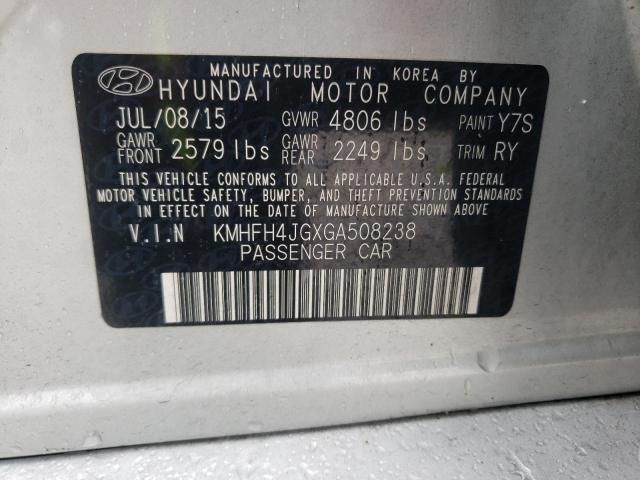 MANUFACTURED IN KOREA BY
HYUNDAI MOTOR COMPANY
JUL/08/15 GVWR 4806 lbs PAINT Y7S
GAWR FRONT 2579 lbs GAWR REAR 2249 lbs TRIM RY
THIS VEHICLE CONFORMS TO ALL APPLICABLE U.S.A. FEDERAL
MOTOR VEHICLE SAFETY, BUMPER, AND THEFT PREVENTION STANDARDS
IN EFFECT ON THE DATE OF MANUFACTURE SHOWN ABOVE.
V.I.N KMHFH4JGXGA508238
PASSENGER CAR